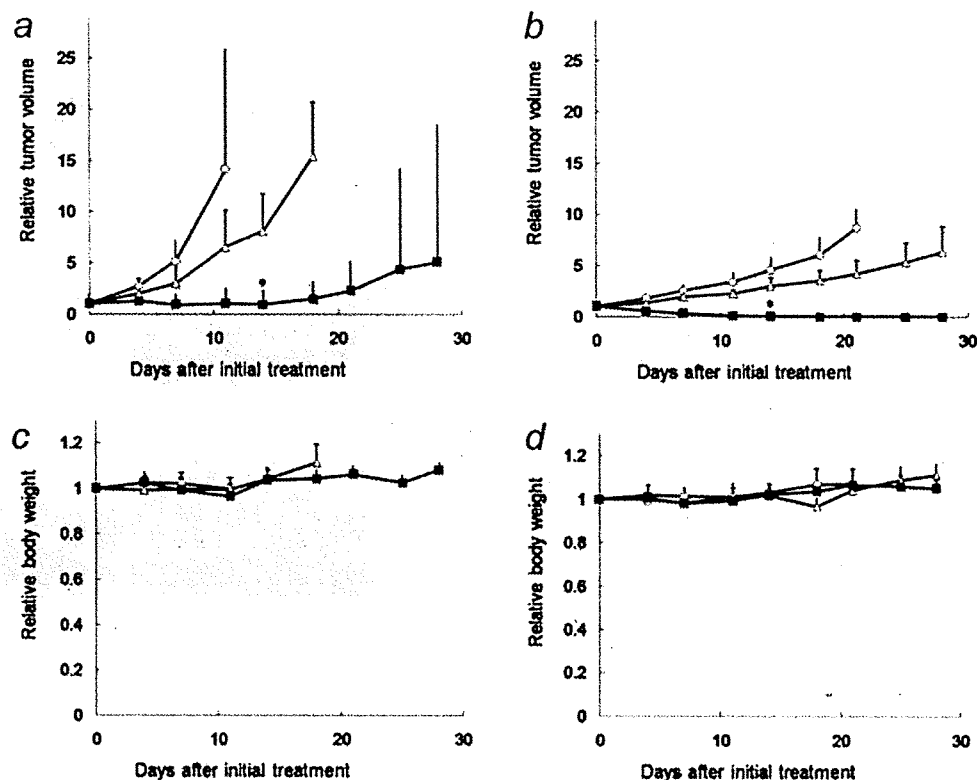 a
Relative tumor volume
25
20
15
10
5
0
0 10 20 30
Days after initial treatment
b
Relative tumor volume
25
20
15
10
5
0
0 10 20 30
Days after initial treatment
c
Relative body weight
1.2
1
0.8
0.6
0.4
0.2
0
0 10 20 30
Days after initial treatment
d
Relative body weight
1.2
1
0.8
0.6
0.4
0.2
0
0 10 20 30
Days after initial treatment